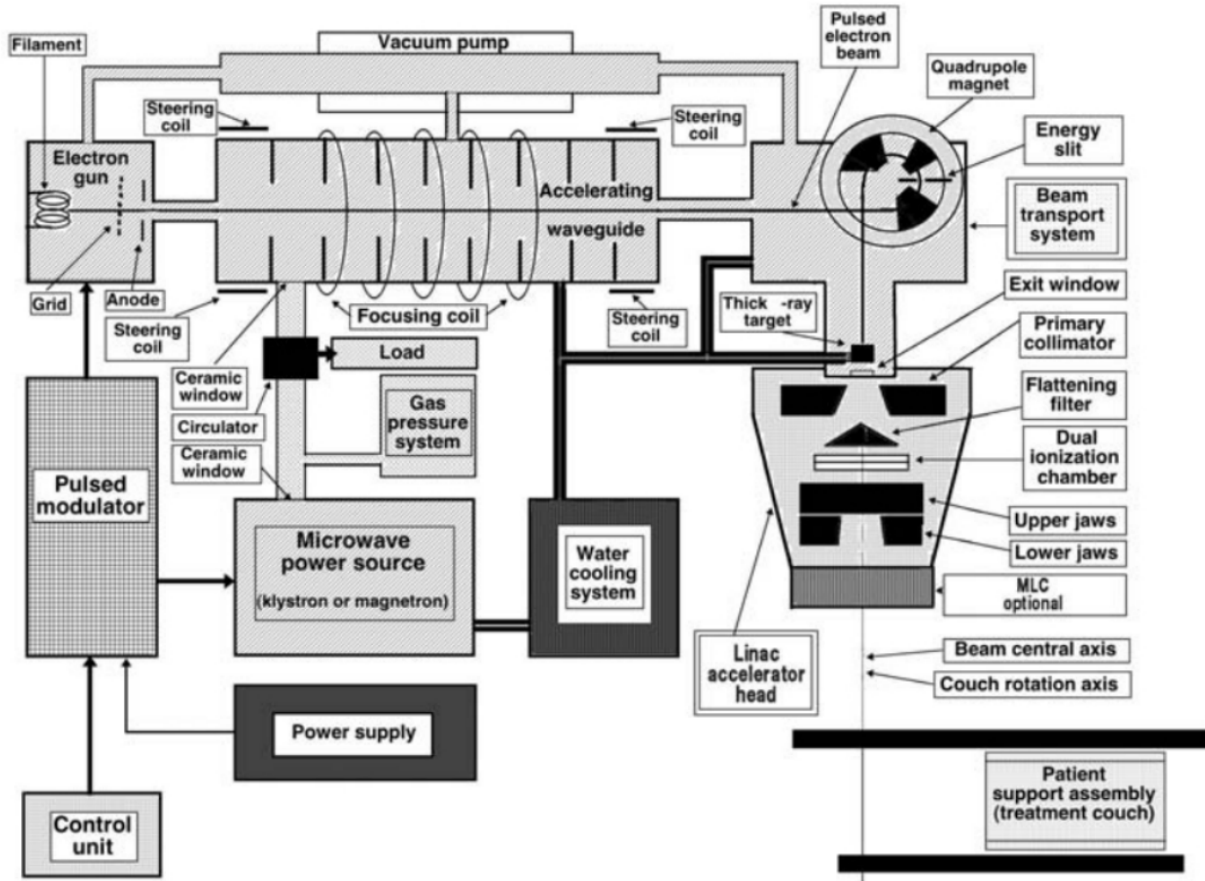 Filament
Vacuum pump
Pulsed
electron
beam
Quadrupole
magnet
Steering
coil
Steering
coil
Energy
slit
Electron
gun
Accelerating
waveguide
Beam
transport
system
Grid
Anode
Steering
coil
Focusing coil
Steering
coil
Thick -ray
target
Exit window
Primary
collimator
Load
Ceramic
window
Circulator
Gas
pressure
system
Flattening
filter
Ceramic
window
Dual
ionization
chamber
Pulsed
modulator
Microwave
power source
(klystron or magnetron)
Water
cooling
system
Upper jaws
Lower jaws
MLC
optional
Linac
accelerator
head
Beam central axis
Couch rotation axis
Power supply
Control
unit
Patient
support assembly
(treatment couch)